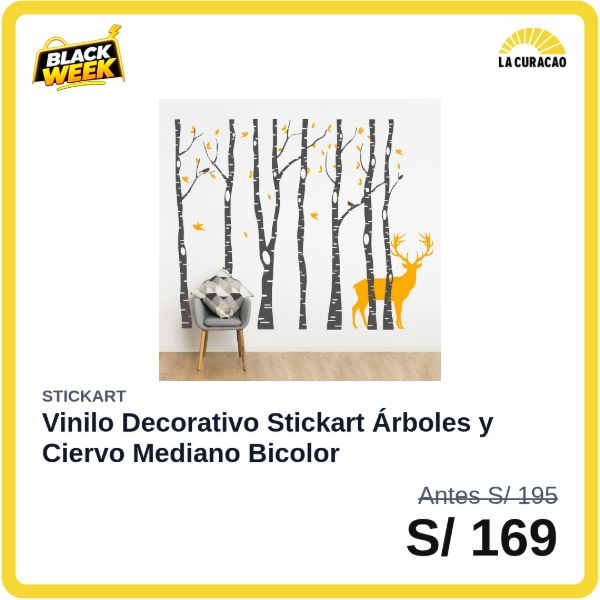 BLACK
WEEK
LA CURACAO
STICKART
Vinilo Decorativo Stickart Árboles y
Ciervo Mediano Bicolor
Antes S/ 195
S/ 169